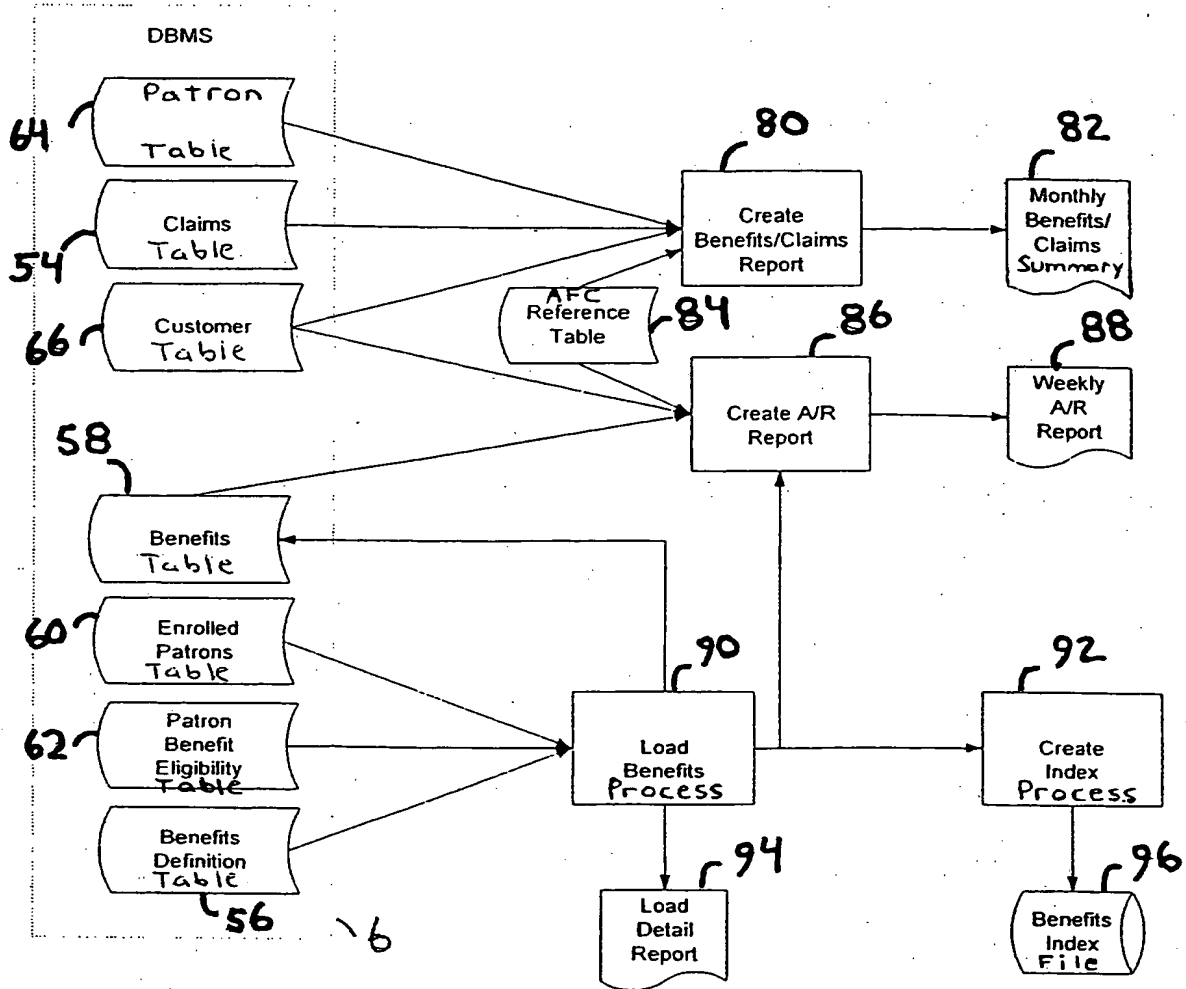 DBMS
Patron
Table
64
Claims
Table
54
Customer
Table
66
80
Create
Benefits/Claims
Report
82
Monthly
Benefits/
Claims
Summary
AFC
Reference
Table
84
86
Create A/R
Report
88
Weekly
A/R
Report
58
Benefits
Table
60
Enrolled
Patrons
Table
62
Patron
Benefit
Eligibility
Table
Benefits
Definition
Table
56
6
90
Load
Benefits
Process
92
Create
Index
Process
94
Load
Detail
Report
96
Benefits
Index
File